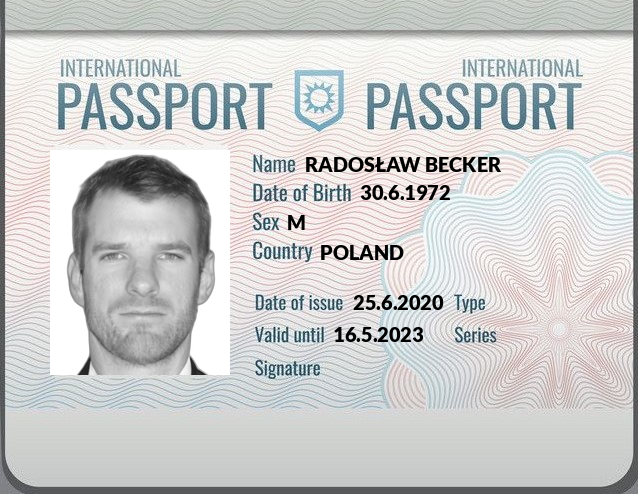 INTERNATIONAL INTERNATIONAL
PASSPORT PASSPORT
Name RADOSŁAW BECKER
Date of Birth 30.6.1972
Sex M
Country POLAND
Date of issue 25.6.2020 Type
Valid until 16.5.2023 Series
Signature